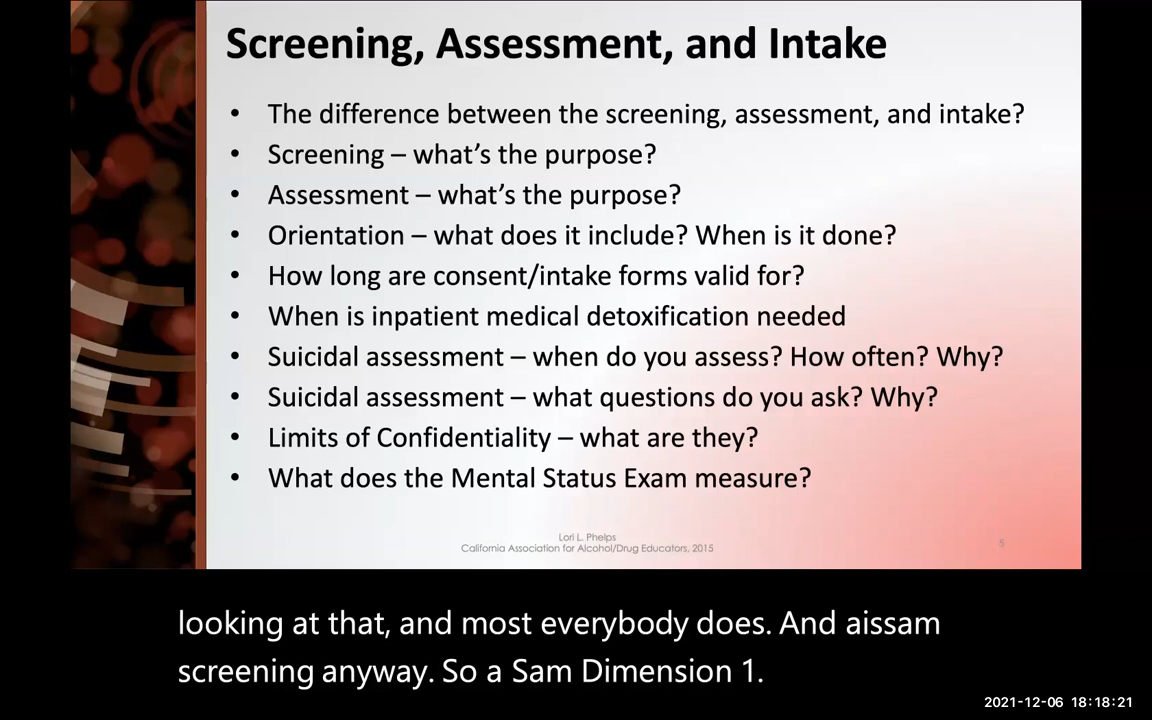 Screening, Assessment, and Intake
• The difference between the screening, assessment, and intake?
• Screening – what's the purpose?
• Assessment – what's the purpose?
• Orientation – what does it include? When is it done?
• How long are consent/intake forms valid for?
• When is inpatient medical detoxification needed
• Suicidal assessment – when do you assess? How often? Why?
• Suicidal assessment – what questions do you ask? Why?
• Limits of Confidentiality – what are they?
• What does the Mental Status Exam measure?
Lori L. Phelps
California Association for Alcohol/Drug Educators, 2015
5
looking at that, and most everybody does. And aissam
screening anyway. So a Sam Dimension 1.
2021-12-06 18:18:21